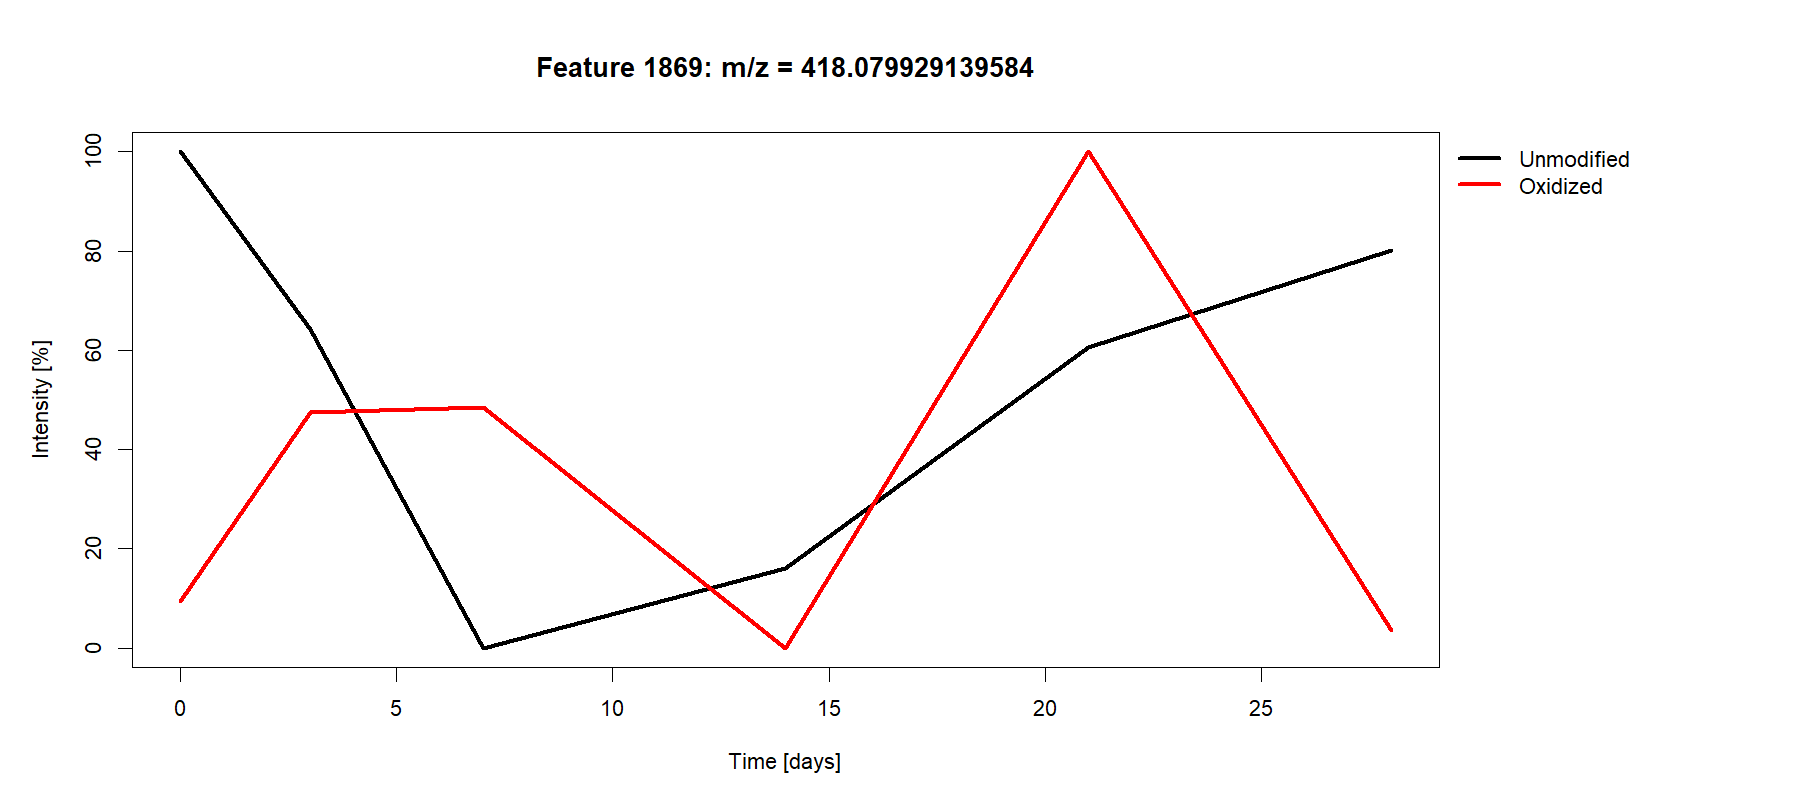 Feature 1869: m/z = 418.079929139584
Unmodified
Oxidized
Intensity [%]
100
80
60
40
20
0
0 5 10 15 20 25
Time [days]